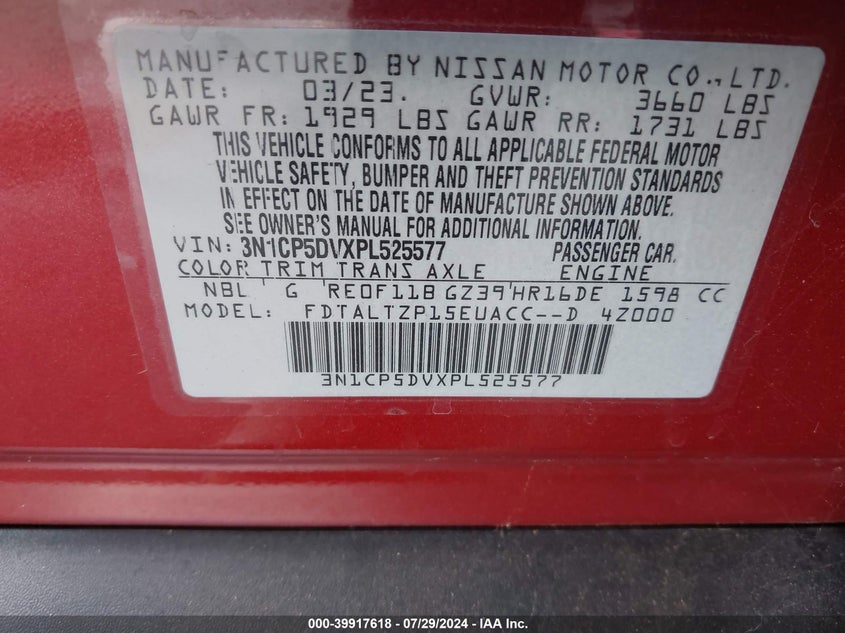 MANUFACTURED BY NISSAN MOTOR CO., LTD.
DATE: 03/23. GVWR: 3660 LBS
GAWR FR: 1929 LBS GAWR RR: 1731 LBS
THIS VEHICLE CONFORMS TO ALL APPLICABLE FEDERAL MOTOR
VEHICLE SAFETY, BUMPER AND THEFT PREVENTION STANDARDS
IN EFFECT ON THE DATE OF MANUFACTURE SHOWN ABOVE.
SEE OWNER'S MANUAL FOR ADDITIONAL INFORMATION.
VIN: 3N1CP5DVXPL525577 PASSENGER CAR.
COLOR TRIM TRANS AXLE ENGINE
NBL G RE0F11B GZ39 HR16DE 1598 CC
MODEL: FDTALTZP15EUACC--D 4Z000
3N1CP5DVXPL525577
000-39917618 - 07/29/2024 - IAA Inc.